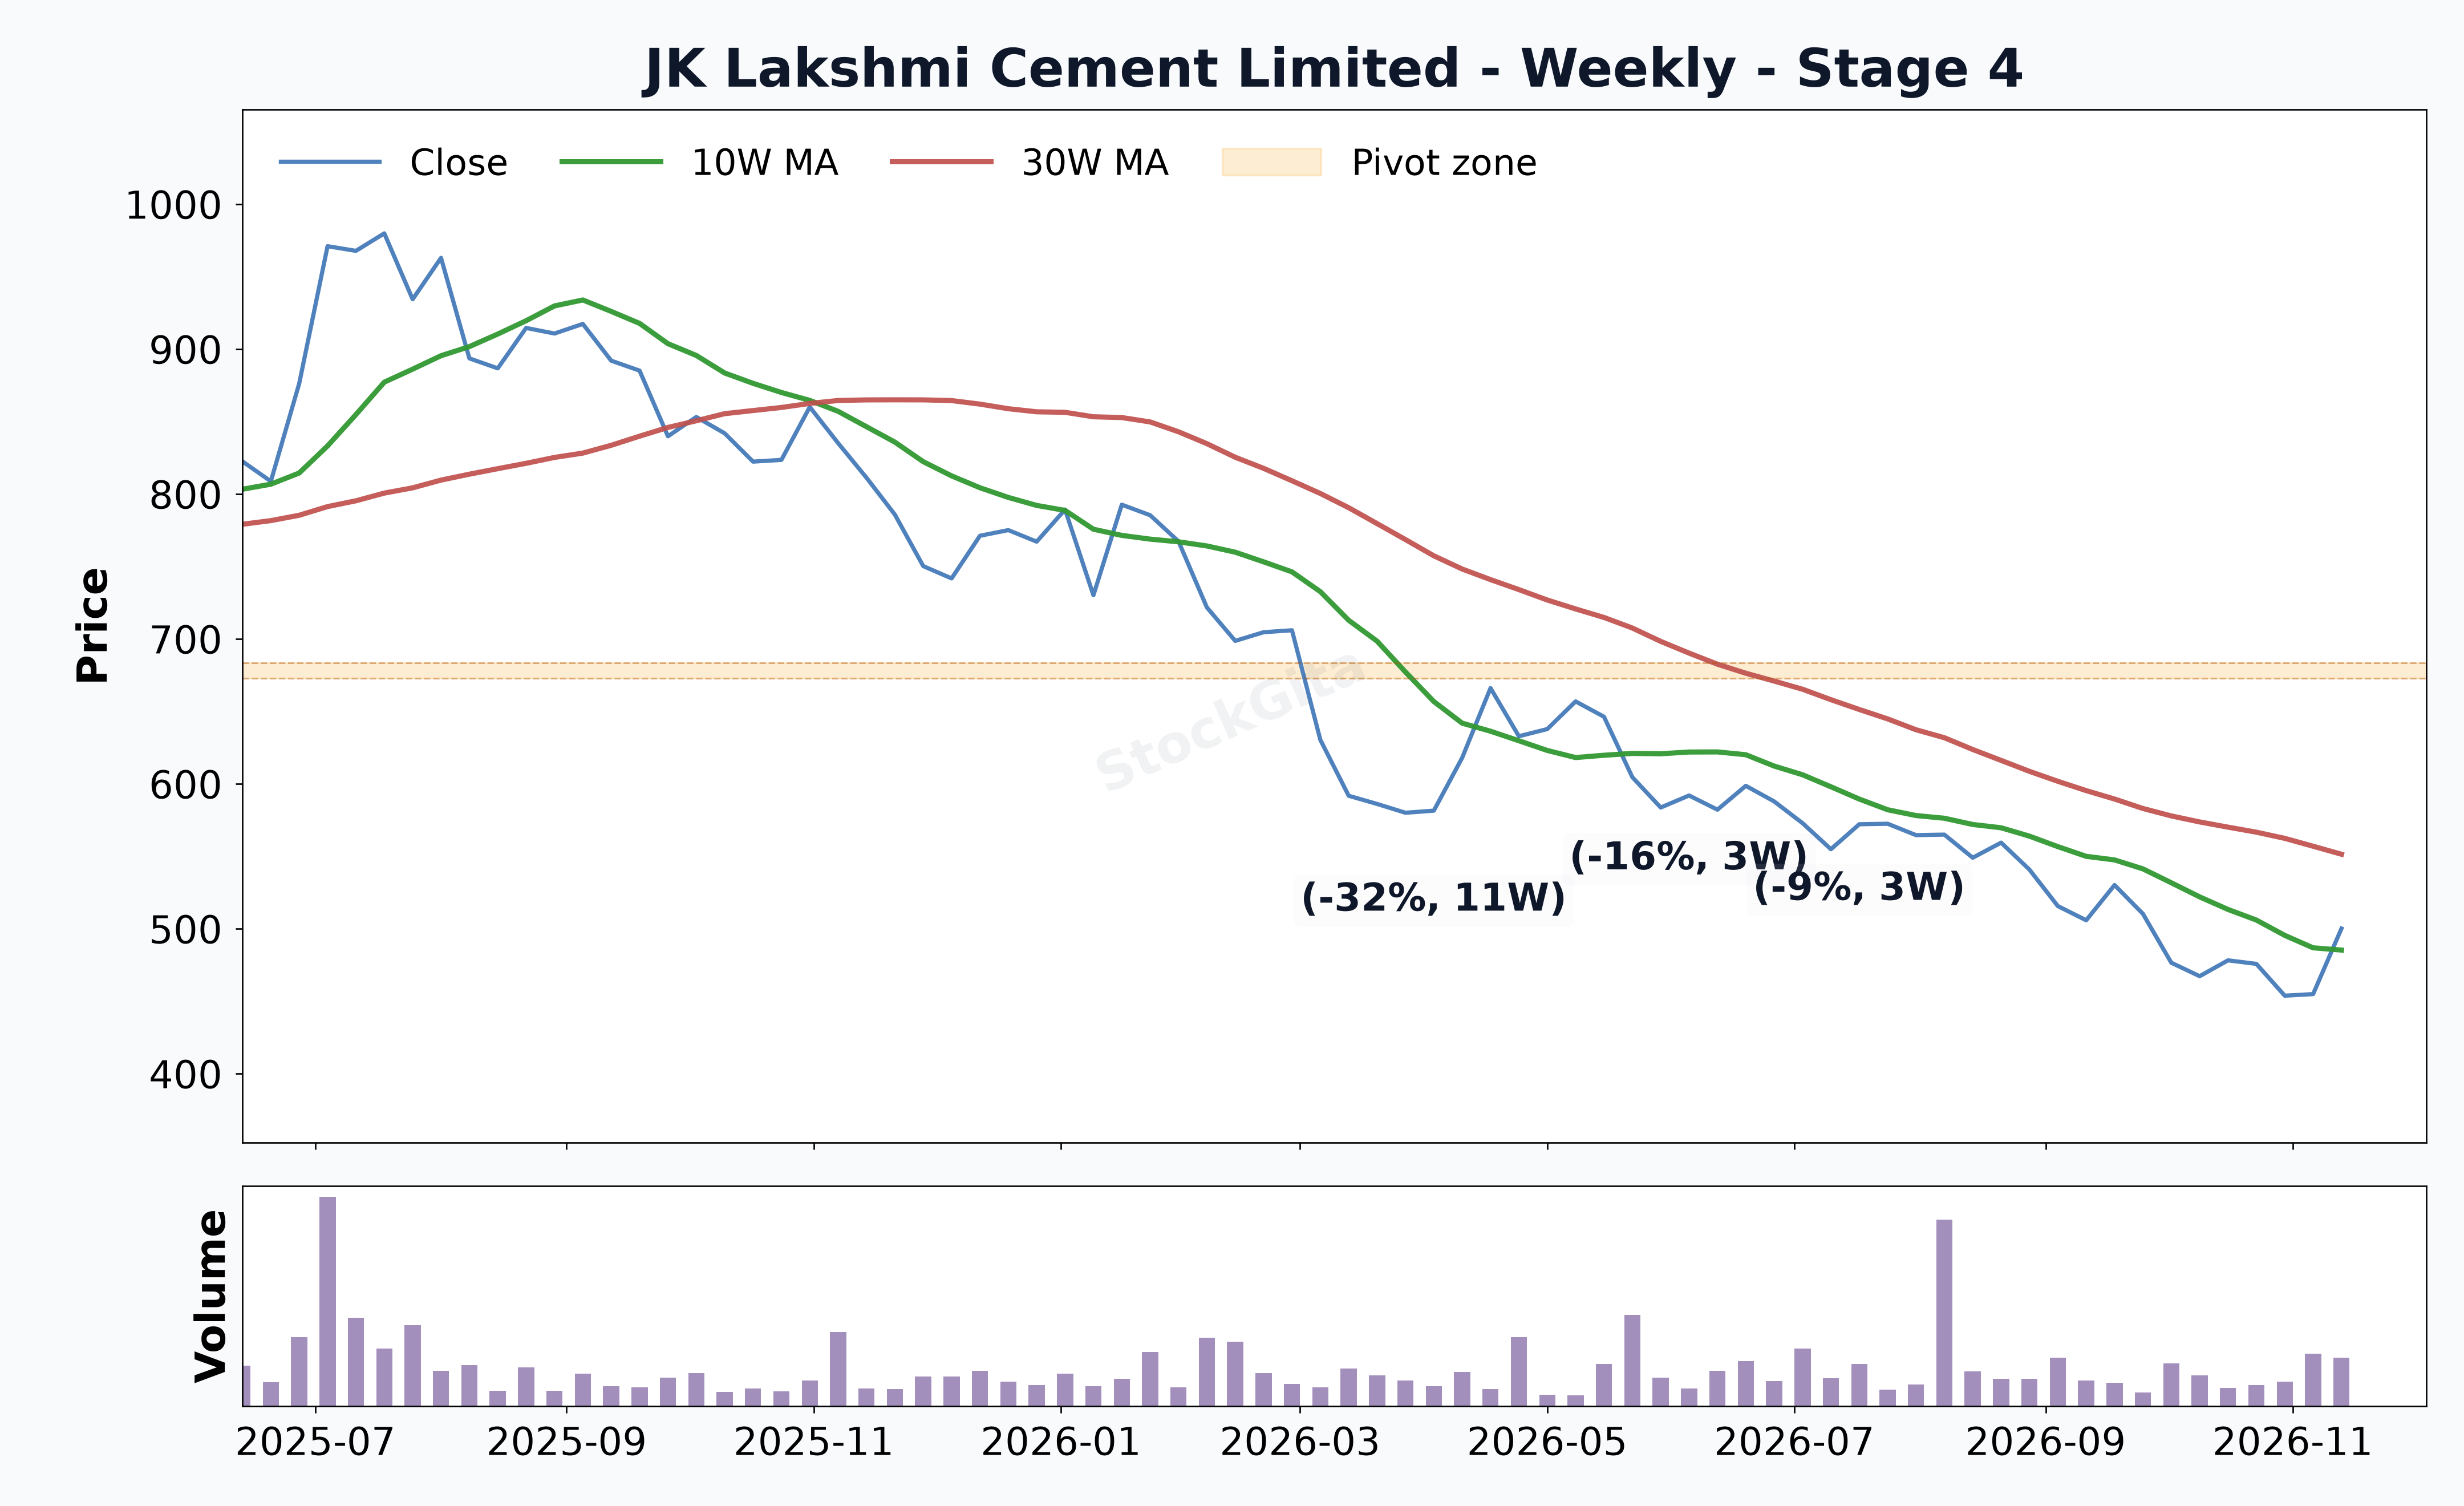 JK Lakshmi Cement Limited - Weekly - Stage 4
Close 10W MA 30W MA Pivot zone
1000
900
800
700
600
500
400
Price
StockGita
(-16%, 3W)
(-9%, 3W)
(-32%, 11W)
Volume
2025-07 2025-09 2025-11 2026-01 2026-03 2026-05 2026-07 2026-09 2026-11